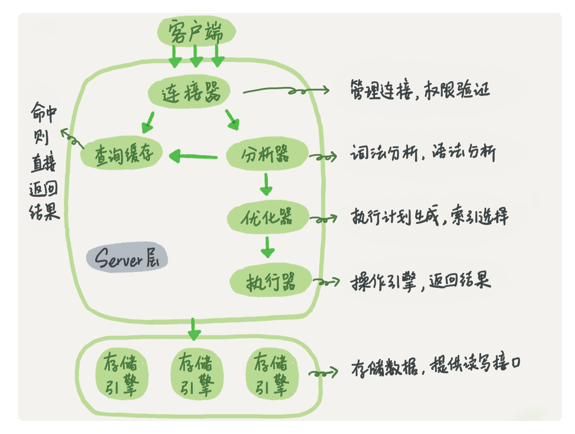 客户端
连接器
管理连接，权限验证
命中
则
直接
返回
结果
查询缓存
分析器
词法分析，语法分析
优化器
执行计划生成，索引选择
Server层
执行器
操作引擎，返回结果
存储
引擎
存储
引擎
存储
引擎
存储数据，提供读写接口